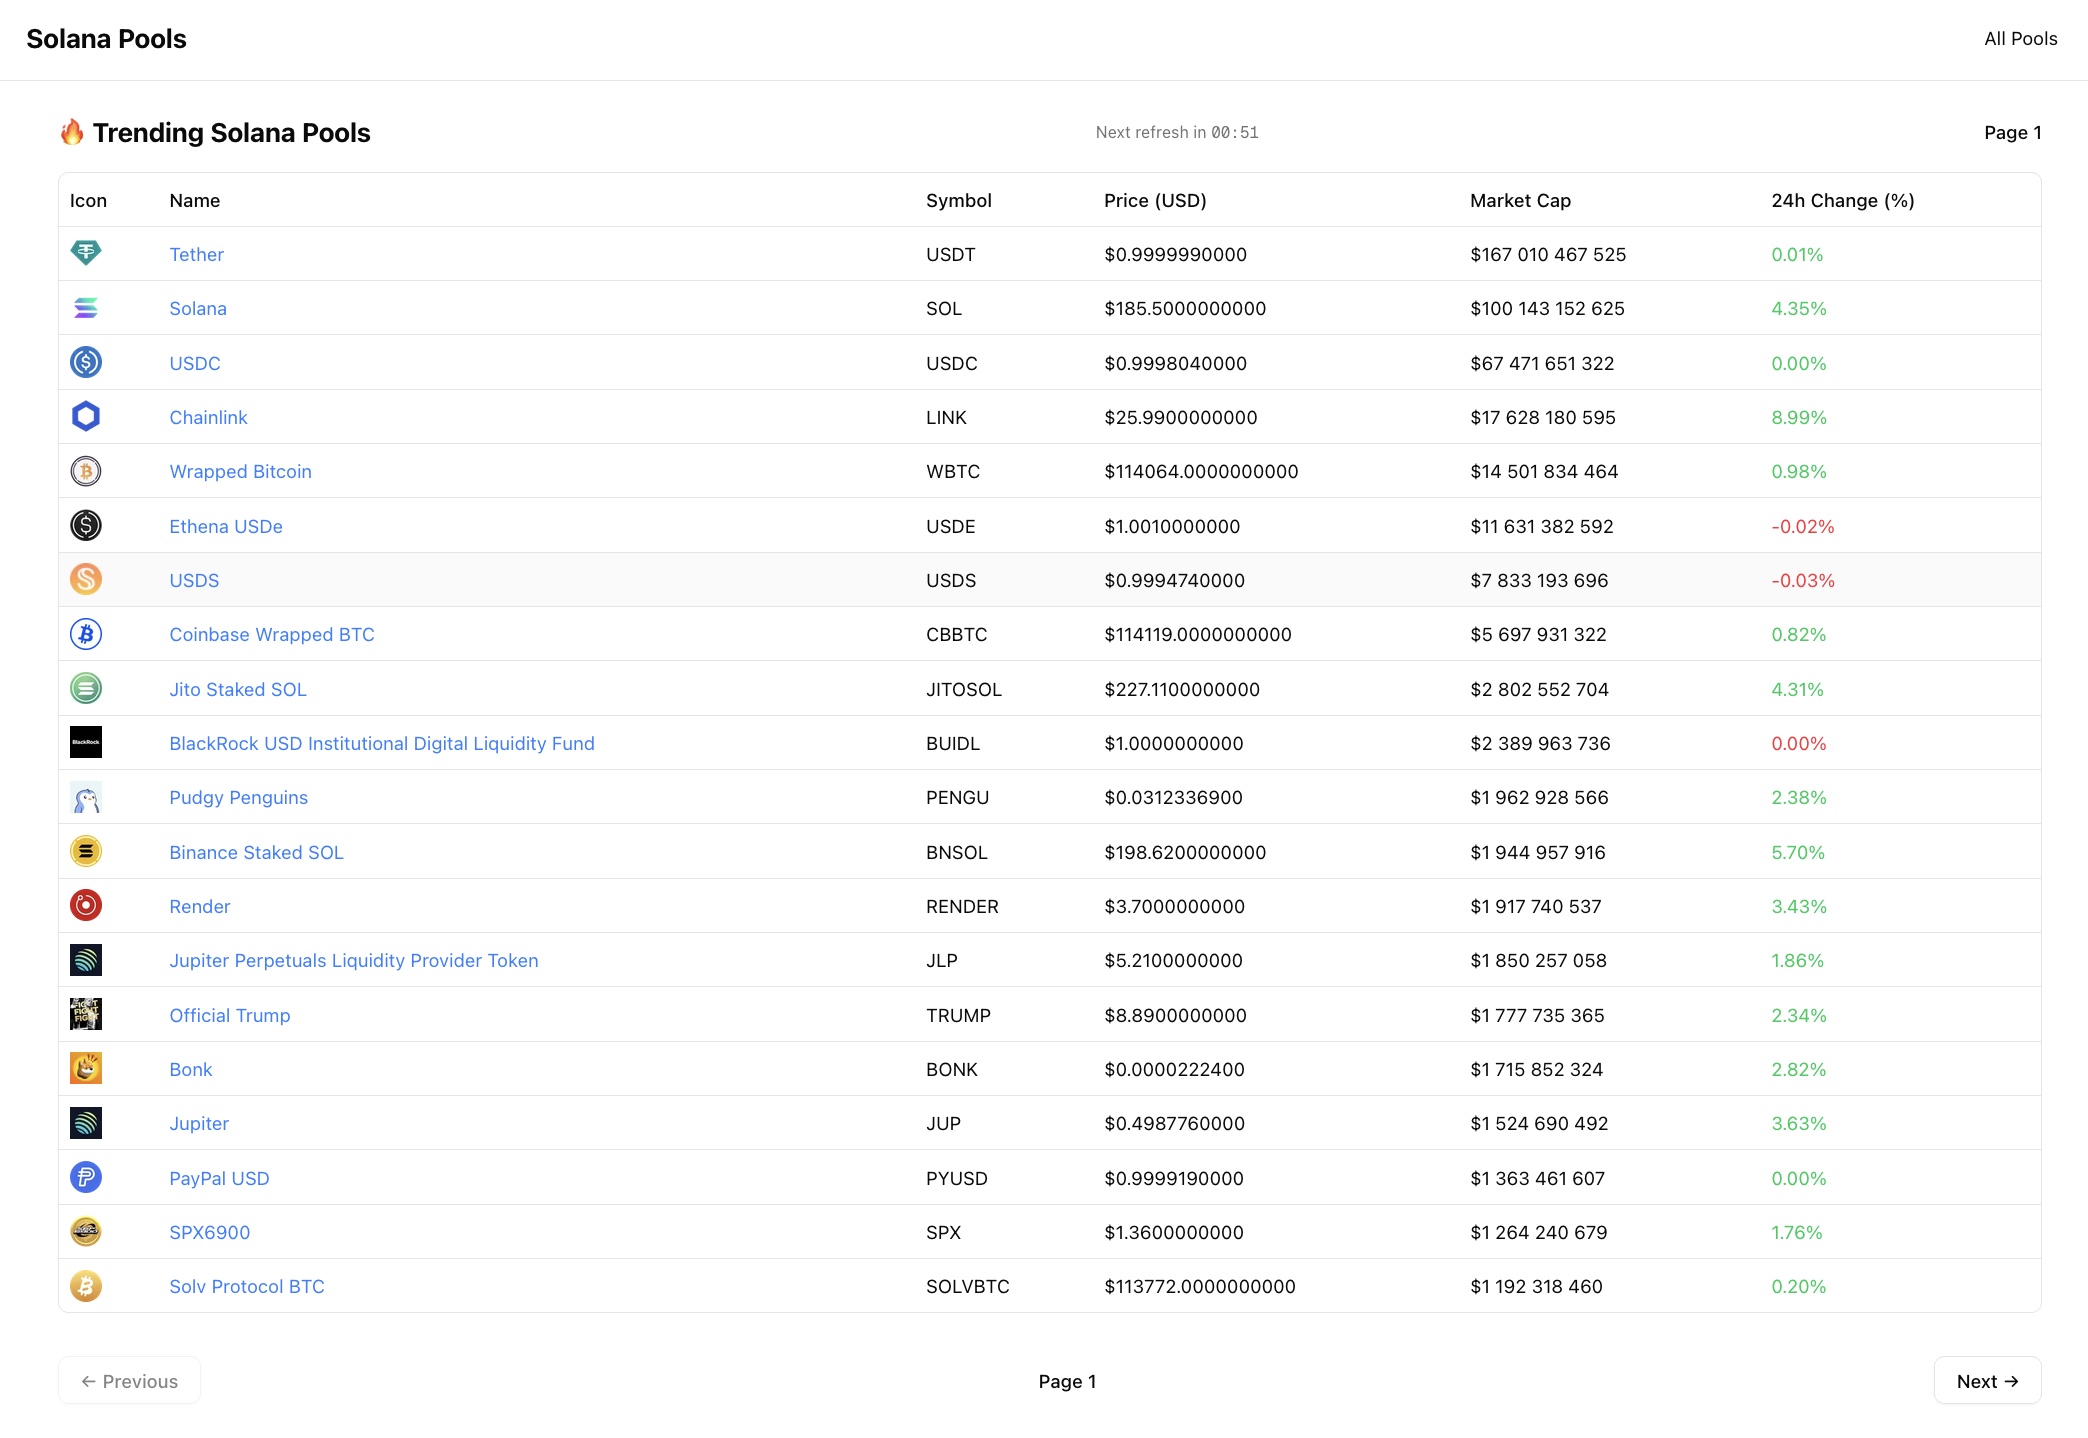 Solana Pools All Pools
🔥 Trending Solana Pools Next refresh in 00:51 Page 1
Icon Name Symbol Price (USD) Market Cap 24h Change (%)
Tether USDT $0.9999990000 $167 010 467 525 0.01%
Solana SOL $185.5000000000 $100 143 152 625 4.35%
USDC USDC $0.9998040000 $67 471 651 322 0.00%
Chainlink LINK $25.9900000000 $17 628 180 595 8.99%
Wrapped Bitcoin WBTC $114064.0000000000 $14 501 834 464 0.98%
Ethena USDe USDE $1.0010000000 $11 631 382 592 -0.02%
USDS USDS $0.9994740000 $7 833 193 696 -0.03%
Coinbase Wrapped BTC CBBTC $114119.0000000000 $5 697 931 322 0.82%
Jito Staked SOL JITOSOL $227.1100000000 $2 802 552 704 4.31%
BlackRock BlackRock USD Institutional Digital Liquidity Fund BUIDL $1.0000000000 $2 389 963 736 0.00%
Pudgy Penguins PENGU $0.0312336900 $1 962 928 566 2.38%
Binance Staked SOL BNSOL $198.6200000000 $1 944 957 916 5.70%
Render RENDER $3.7000000000 $1 917 740 537 3.43%
Jupiter Perpetuals Liquidity Provider Token JLP $5.2100000000 $1 850 257 058 1.86%
Official Trump TRUMP $8.8900000000 $1 777 735 365 2.34%
Bonk BONK $0.0000222400 $1 715 852 324 2.82%
Jupiter JUP $0.4987760000 $1 524 690 492 3.63%
PayPal USD PYUSD $0.9999190000 $1 363 461 607 0.00%
SPX6900 SPX $1.3600000000 $1 264 240 679 1.76%
Solv Protocol BTC SOLVBTC $113772.0000000000 $1 192 318 460 0.20%
← Previous Page 1 Next →